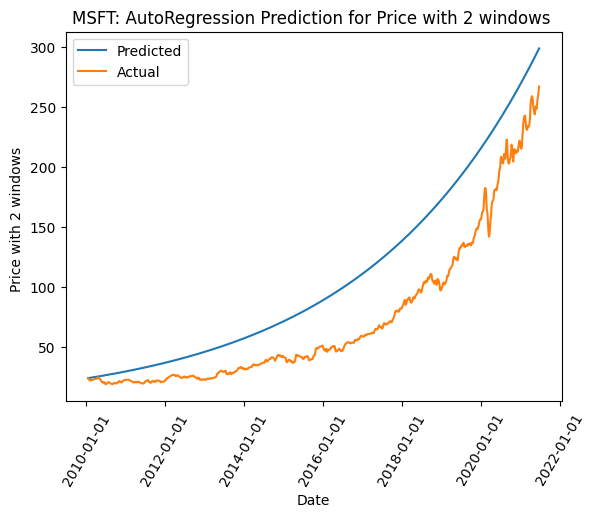 MSFT: AutoRegression Prediction for Price with 2 windows
Predicted
Actual
Price with 2 windows
300
250
200
150
100
50
2010-01-01
2012-01-01
2014-01-01
2016-01-01
2018-01-01
2020-01-01
2022-01-01
Date